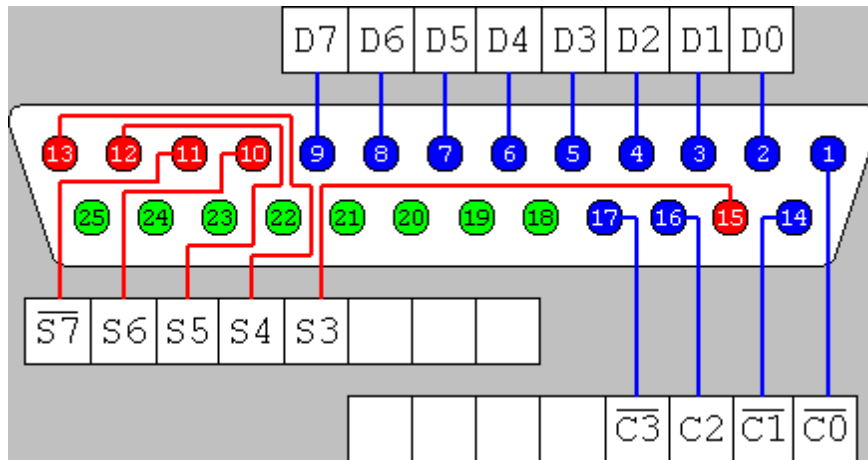 D7 D6 D5 D4 D3 D2 D1 D0
13 12 11 10 9 8 7 6 5 4 3 2 1
25 24 23 22 21 20 19 18 17 16 15 14
S̅7̅ S6 S5 S4 S3
C̅3̅ C2 C̅1̅ C̅0̅